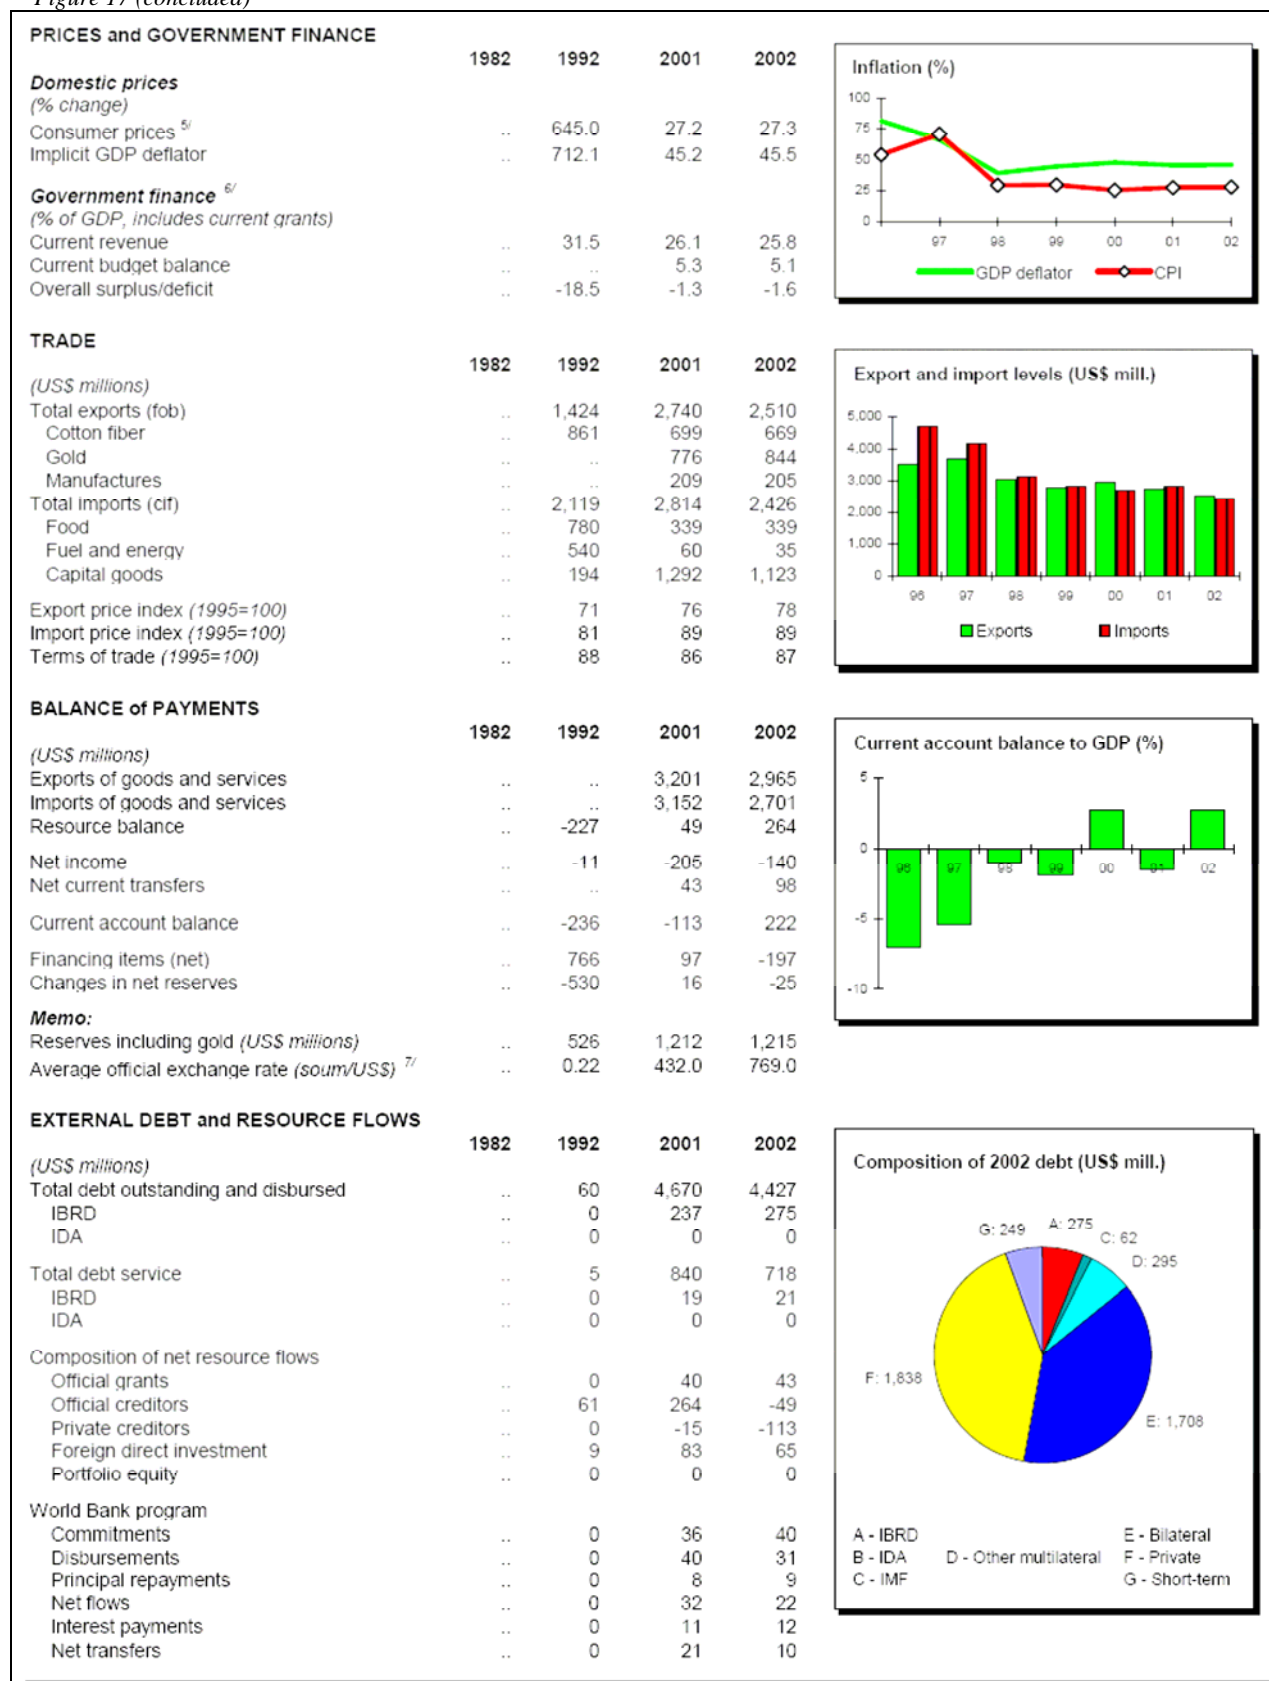 Figure 17 (concluded)
PRICES and GOVERNMENT FINANCE
1982 1992 2001 2002
Domestic prices
(% change)
Consumer prices 5/ .. 645.0 27.2 27.3
Implicit GDP deflator .. 712.1 45.2 45.5
Government finance 6/
(% of GDP, includes current grants)
Current revenue .. 31.5 26.1 25.8
Current budget balance .. .. 5.3 5.1
Overall surplus/deficit .. -18.5 -1.3 -1.6
Inflation (%)
100
75
50
25
0
97 98 99 00 01 02
GDP deflator CPI
TRADE
1982 1992 2001 2002
(US$ millions)
Total exports (fob) .. 1,424 2,740 2,510
Cotton fiber .. 861 699 669
Gold .. .. 776 844
Manufactures .. .. 209 205
Total imports (cif) .. 2,119 2,814 2,426
Food .. 780 339 339
Fuel and energy .. 540 60 35
Capital goods .. 194 1,292 1,123
Export price index (1995=100) .. 71 76 78
Import price index (1995=100) .. 81 89 89
Terms of trade (1995=100) .. 88 86 87
Export and import levels (US$ mill.)
5,000
4,000
3,000
2,000
1,000
0
96 97 98 99 00 01 02
Exports Imports
BALANCE of PAYMENTS
1982 1992 2001 2002
(US$ millions)
Exports of goods and services .. .. 3,201 2,965
Imports of goods and services .. .. 3,152 2,701
Resource balance .. -227 49 264
Net income .. -11 -205 -140
Net current transfers .. .. 43 98
Current account balance .. -236 -113 222
Financing items (net) .. 766 97 -197
Changes in net reserves .. -530 16 -25
Memo:
Reserves including gold (US$ millions) .. 526 1,212 1,215
Average official exchange rate (soum/US$) 7/ .. 0.22 432.0 769.0
Current account balance to GDP (%)
5
0
96 97 98 99 00 01 02
-5
-10
EXTERNAL DEBT and RESOURCE FLOWS
1982 1992 2001 2002
(US$ millions)
Total debt outstanding and disbursed .. 60 4,670 4,427
IBRD .. 0 237 275
IDA .. 0 0 0
Total debt service .. 5 840 718
IBRD .. 0 19 21
IDA .. 0 0 0
Composition of net resource flows
Official grants .. 0 40 43
Official creditors .. 61 264 -49
Private creditors .. 0 -15 -113
Foreign direct investment .. 9 83 65
Portfolio equity .. 0 0 0
World Bank program
Commitments .. 0 36 40
Disbursements .. 0 40 31
Principal repayments .. 0 8 9
Net flows .. 0 32 22
Interest payments .. 0 11 12
Net transfers .. 0 21 10
Composition of 2002 debt (US$ mill.)
G: 249 A: 275
C: 62
D: 295
F: 1,838
E: 1,708
A - IBRD E - Bilateral
B - IDA D - Other multilateral F - Private
C - IMF G - Short-term